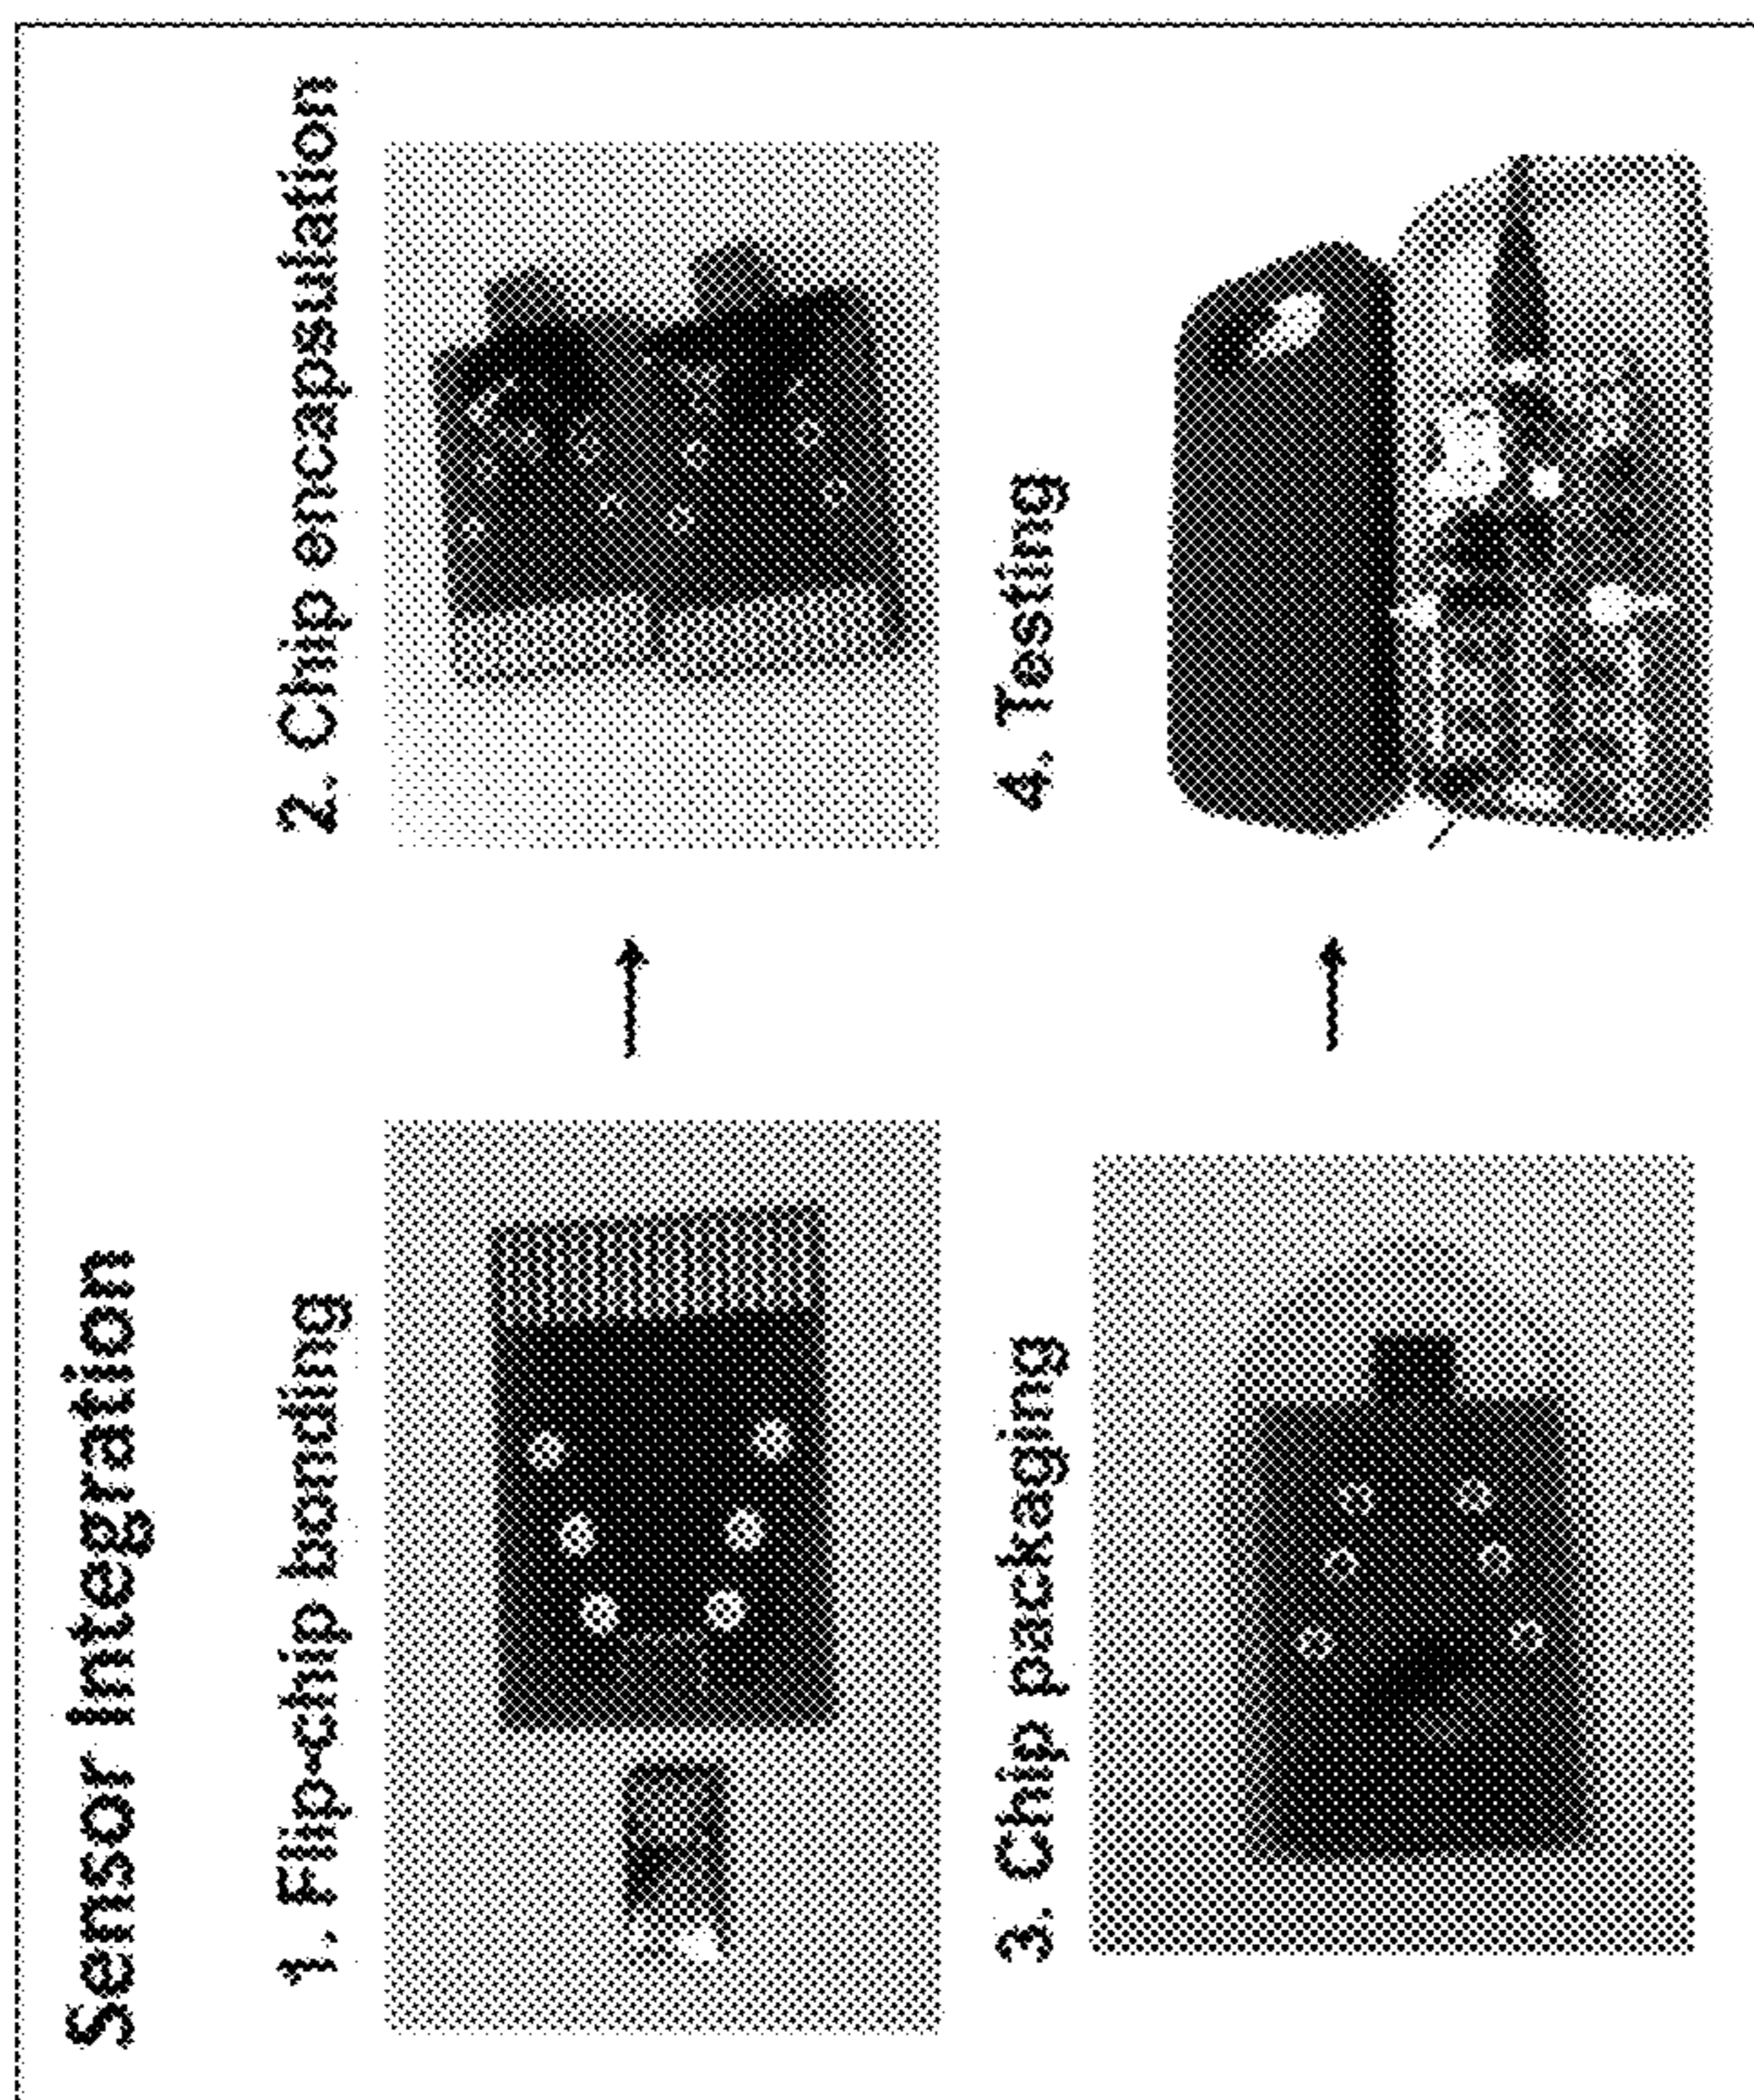 Sensor Integration
1. Flip-chip bonding
2. Chip encapsulation
3. Chip packaging
4. Testing